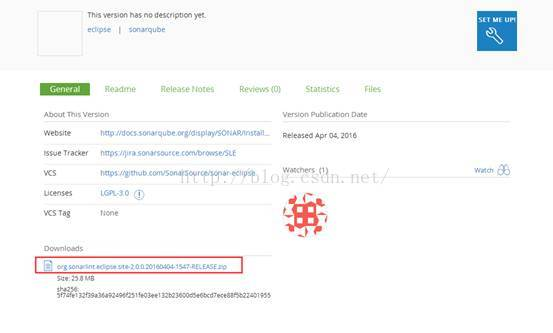 This version has no description yet.
eclipse | sonarqube
SET ME UP!
General Readme Release Notes Reviews (0) Statistics Files
About This Version
Version Publication Date
Website http://docs.sonarqube.org/display/SONAR/Install...
Released Apr 04, 2016
Issue Tracker https://jira.sonarsource.com/browse/SLE
VCS https://github.com/SonarSource/sonar-eclipse
Watchers (1) Watch
http://blog.csdn.net/
Licenses LGPL-3.0
VCS Tag None
Downloads
org.sonarlint.eclipse.site-2.0.0.20160404-1547-RELEASE.zip
Size: 25.8 MB
sha256:
5f74fe132f39a36a92496f251fe03ee132b23600d5e6bcd7ece88f5b22401955